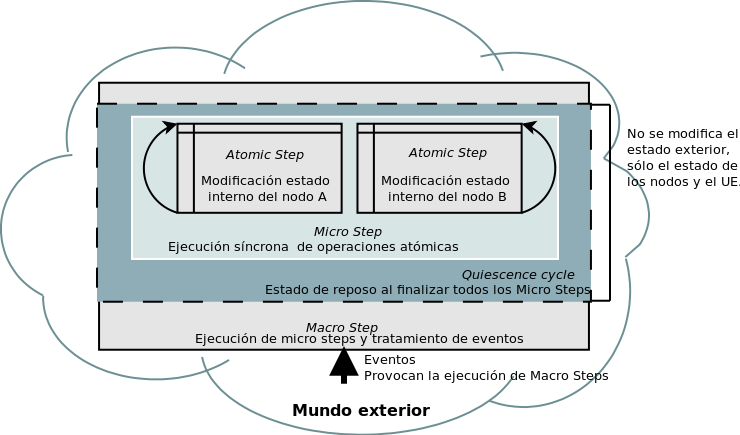 Atomic Step
Modificación estado
interno del nodo A
Atomic Step
Modificación estado
interno del nodo B
Micro Step
Ejecución síncrona de operaciones atómicas
Quiescence cycle
Estado de reposo al finalizar todos los Micro Steps
No se modifica el
estado exterior,
sólo el estado de
los nodos y el UE.
Macro Step
Ejecución de micro steps y tratamiento de eventos
Eventos
Provocan la ejecución de Macro Steps
Mundo exterior